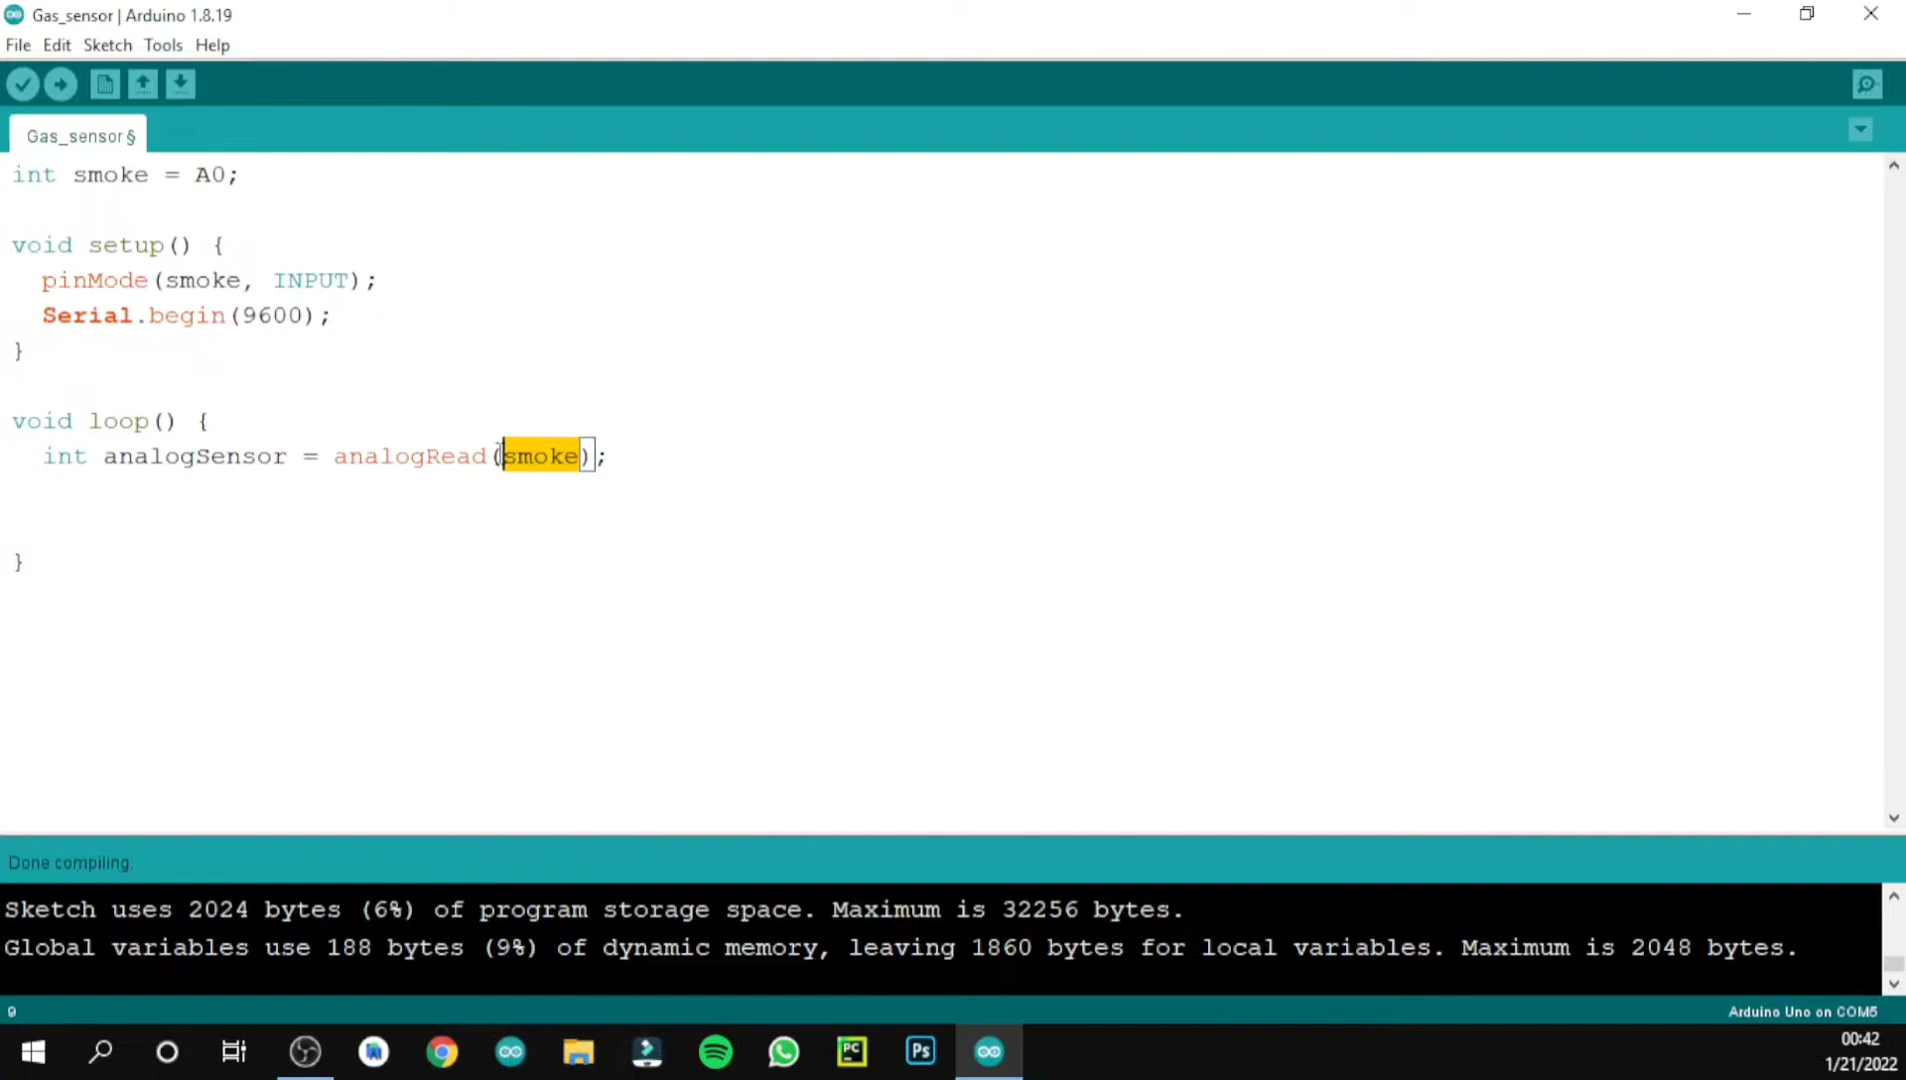 Gas_sensor | Arduino 1.8.19
File Edit Sketch Tools Help
Gas_sensor §
int smoke = A0;
void setup() {
pinMode(smoke, INPUT);
Serial.begin(9600);
}
void loop() {
int analogSensor = analogRead(smoke);
}
Done compiling.
Sketch uses 2024 bytes (6%) of program storage space. Maximum is 32256 bytes.
Global variables use 188 bytes (9%) of dynamic memory, leaving 1860 bytes for local variables. Maximum is 2048 bytes.
9 Arduino Uno on COM5
PC Ps
00:42
1/21/2022